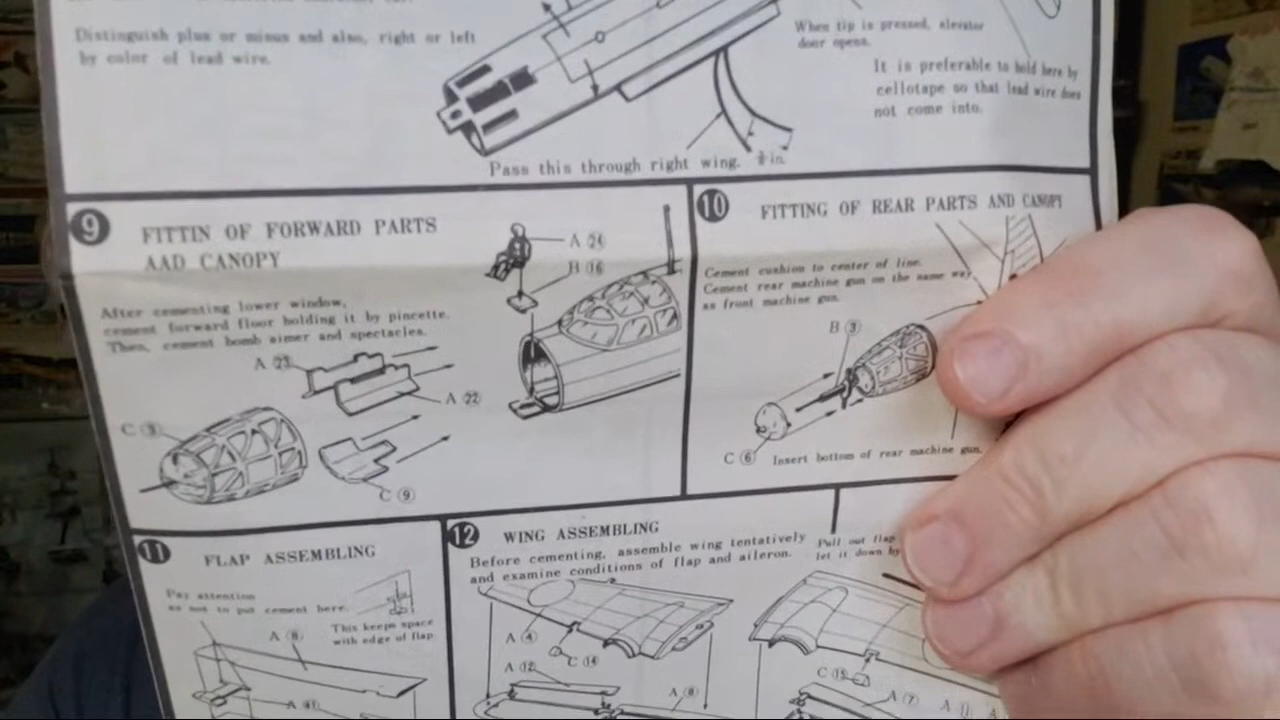 Distinguish plus or minus and also, right or left
by color of lead wire.
When tip is pressed, elevator
door opens.
It is preferable to hold here by
cellotape so that lead wire does
not come into.
Pass this through right wing.
in.
9
FITTIN OF FORWARD PARTS
AAD CANOPY
After cementing lower window,
cement forward floor holding it by pincette.
Then, cement bomb aimer and spectacles.
A 24
B 16
A 23
A 22
C
C 9
10
FITTING OF REAR PARTS AND CANOPY
Cement cushion to center of line.
Cement rear machine gun on the same way
as front machine gun.
B 3
C 6
Insert bottom of rear machine gun.
11
FLAP ASSEMBLING
Pay attention
as not to put cement here.
This keeps space
with edge of flap
A 8
A
12
WING ASSEMBLING
Before cementing, assemble wing tentatively
and examine conditions of flap and aileron.
A 4
C 14
A 12
A 8
Pull out flap
let it down by
C 15
A 7
A 11
A